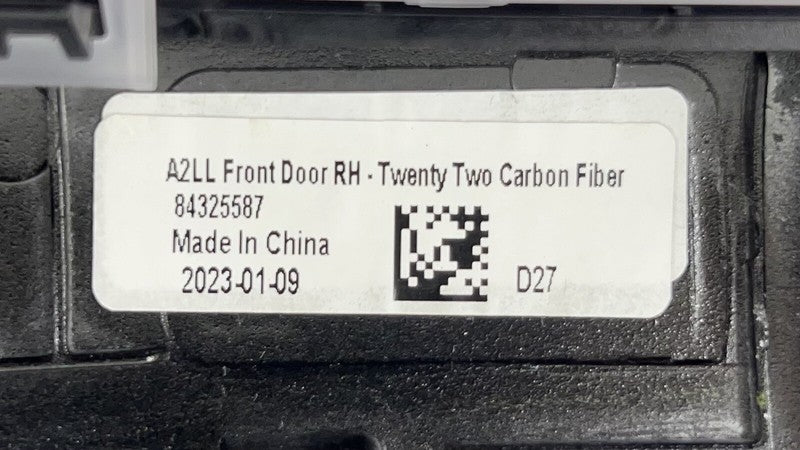 A2LL Front Door RH - Twenty Two Carbon Fiber
84325587
Made In China
2023-01-09 D27